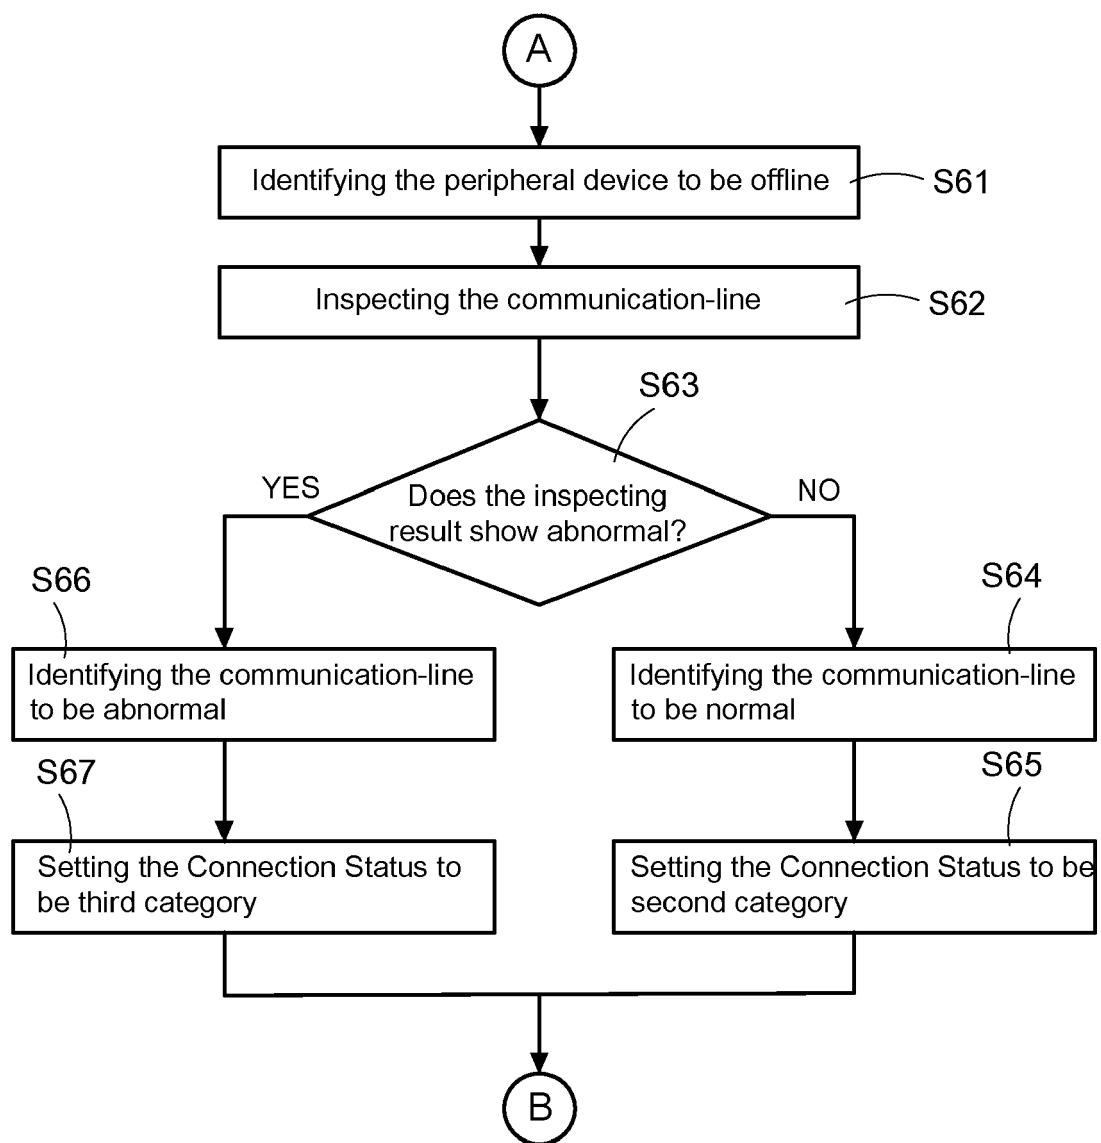 A
Identifying the peripheral device to be offline
S61
Inspecting the communication-line
S62
S63
YES
Does the inspecting
result show abnormal?
NO
S66
S64
Identifying the communication-line
to be abnormal
Identifying the communication-line
to be normal
S67
S65
Setting the Connection Status to
be third category
Setting the Connection Status to be
second category
B